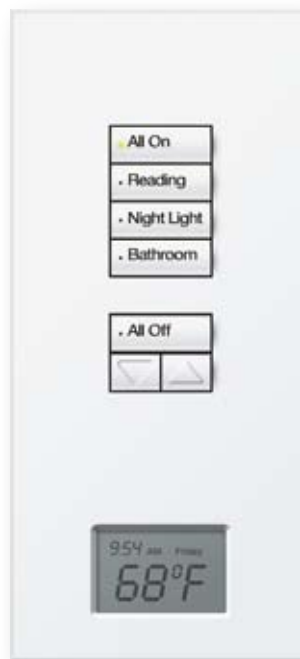 All On
Reading
Night Light
Bathroom
All Off
9:54 AM Friday
68°F